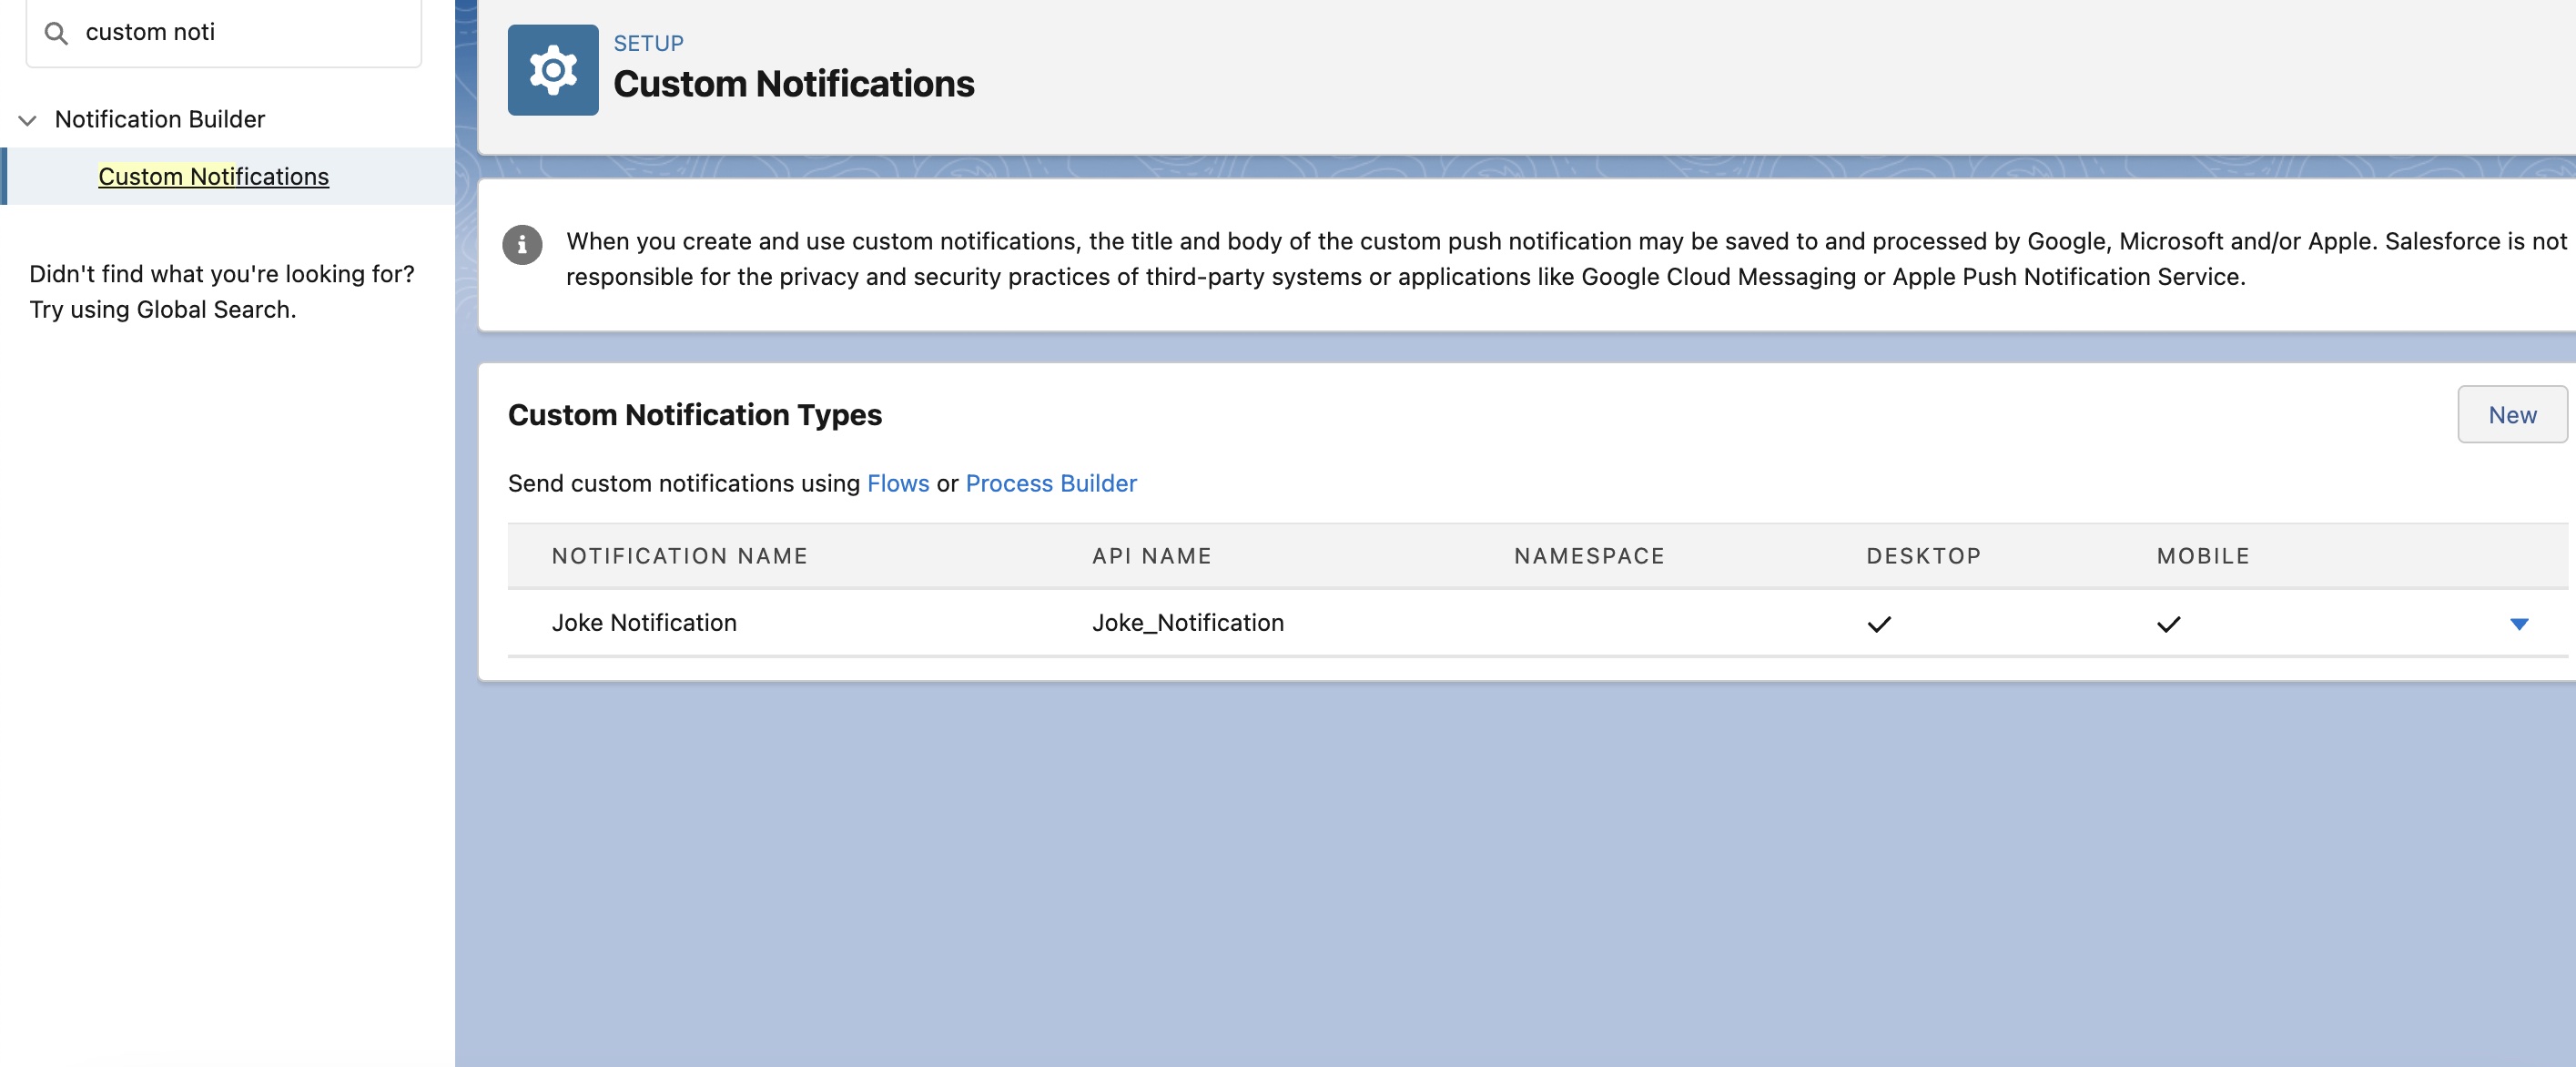 custom noti
Notification Builder
Custom Notifications
Didn't find what you're looking for?
Try using Global Search.
SETUP
Custom Notifications
When you create and use custom notifications, the title and body of the custom push notification may be saved to and processed by Google, Microsoft and/or Apple. Salesforce is not
responsible for the privacy and security practices of third-party systems or applications like Google Cloud Messaging or Apple Push Notification Service.
Custom Notification Types
New
Send custom notifications using Flows or Process Builder
NOTIFICATION NAME API NAME NAMESPACE DESKTOP MOBILE
Joke Notification Joke_Notification